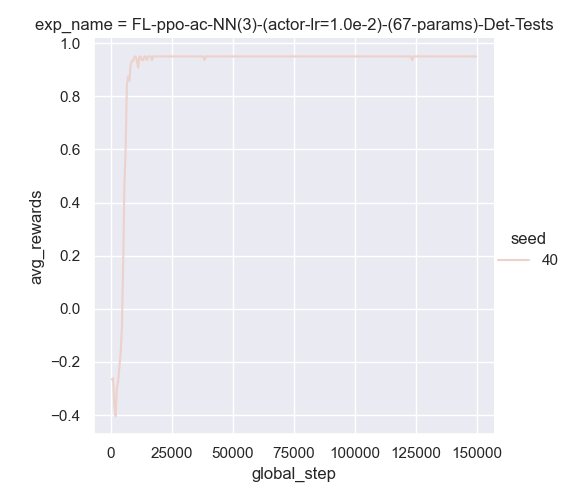 exp_name = FL-ppo-ac-NN(3)-(actor-lr=1.0e-2)-(67-params)-Det-Tests
1.0
0.8
0.6
0.4
0.2
0.0
−0.2
−0.4
avg_rewards
0 25000 50000 75000 100000 125000 150000
global_step
seed
40